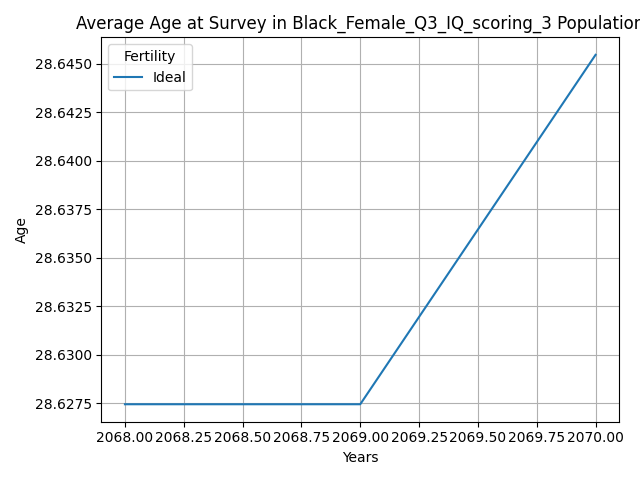 Average Age at Survey in Black_Female_Q3_IQ_scoring_3 Population
Fertility
Ideal
28.6450
28.6425
28.6400
28.6375
28.6350
28.6325
28.6300
28.6275
Age
2068.00 2068.25 2068.50 2068.75 2069.00 2069.25 2069.50 2069.75 2070.00
Years